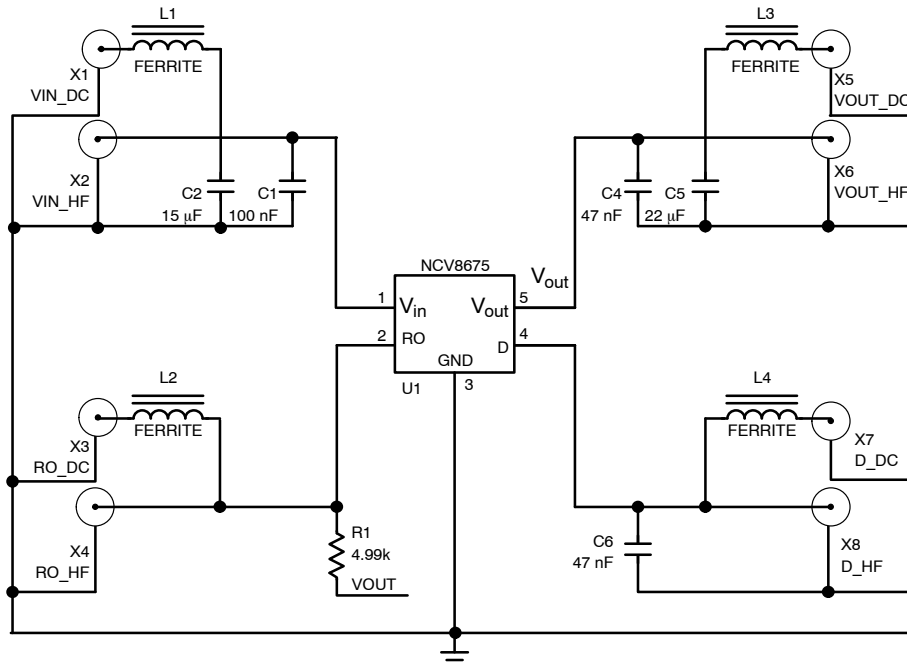 L1
FERRITE
X1
VIN_DC
X2
VIN_HF
C2
15 μF
C1
100 nF
L3
FERRITE
X5
VOUT_DC
X6
VOUT_HF
C4
47 nF
C5
22 μF
NCV8675
Vout
1
Vin
Vout
5
2
RO
D
4
GND
U1
3
L2
FERRITE
X3
RO_DC
X4
RO_HF
R1
4.99k
VOUT
L4
FERRITE
X7
D_DC
C6
47 nF
X8
D_HF